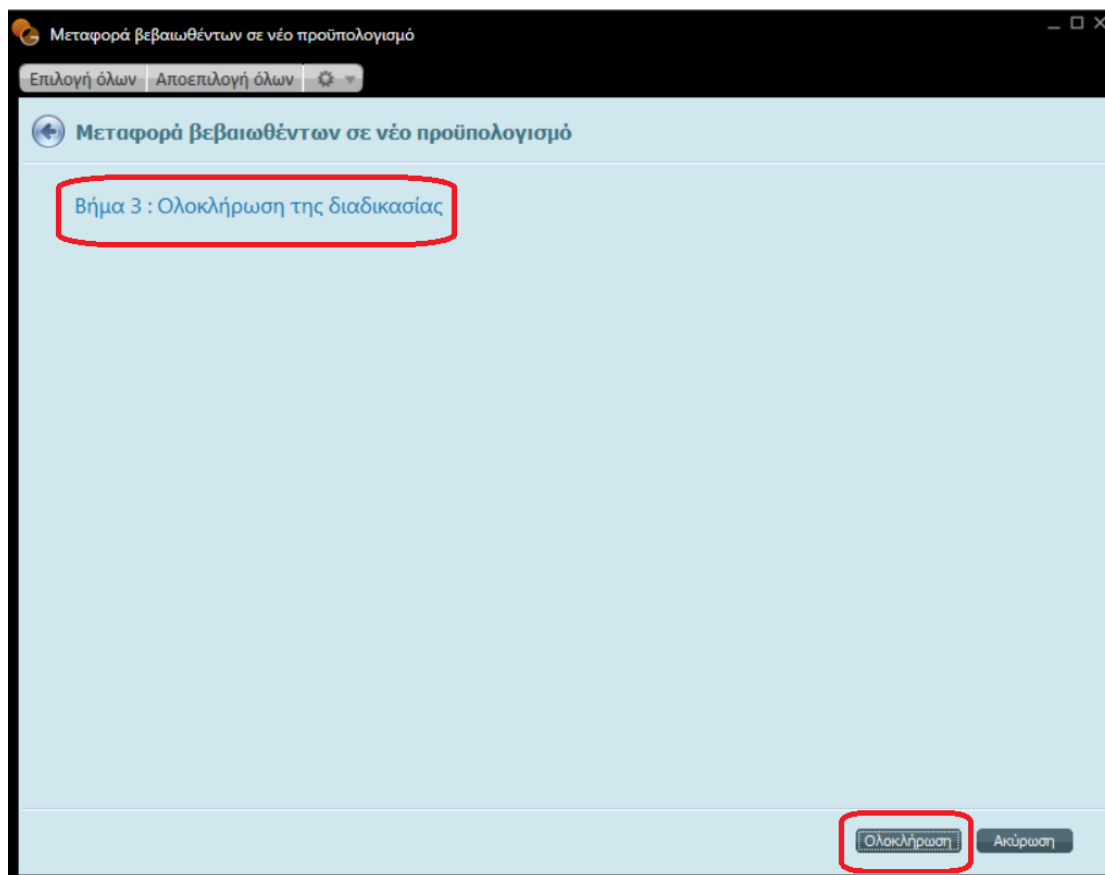 Μεταφορά βεβαιωθέντων σε νέο προϋπολογισμό
Επιλογή όλων Αποεπιλογή όλων
Μεταφορά βεβαιωθέντων σε νέο προϋπολογισμό
Βήμα 3 : Ολοκλήρωση της διαδικασίας
Ολοκλήρωση Ακύρωση